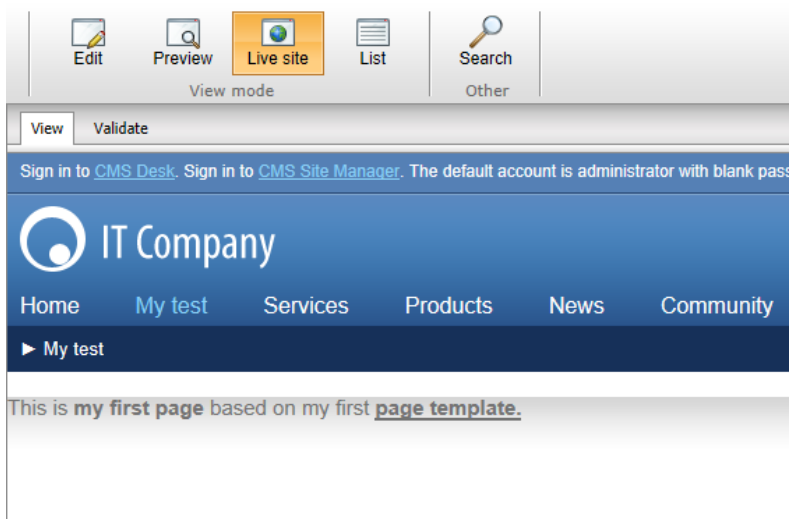 Edit Preview Live site List Search
View mode Other
View Validate
Sign in to CMS Desk. Sign in to CMS Site Manager. The default account is administrator with blank pas
IT Company
Home My test Services Products News Community
► My test
This is my first page based on my first page template.